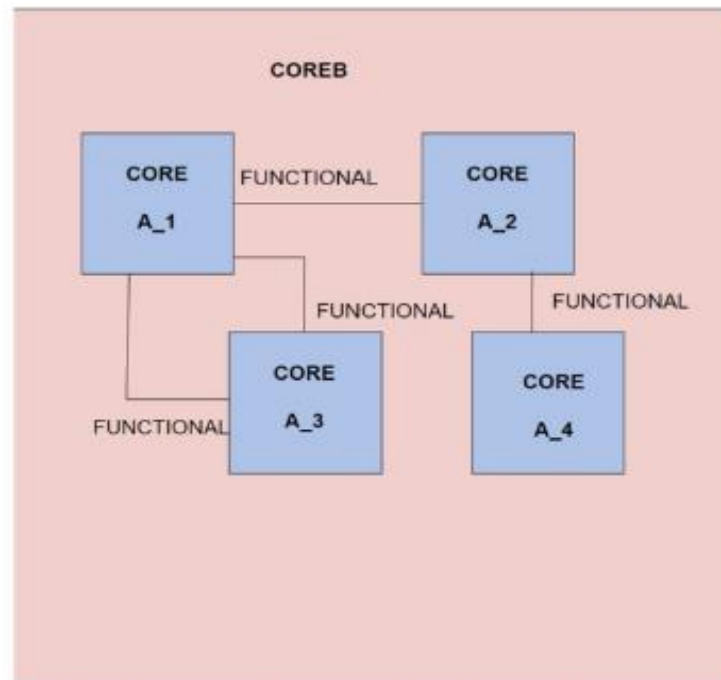 COREB
CORE
A_1
FUNCTIONAL
CORE
A_2
FUNCTIONAL
FUNCTIONAL
CORE
A_3
FUNCTIONAL
CORE
A_4